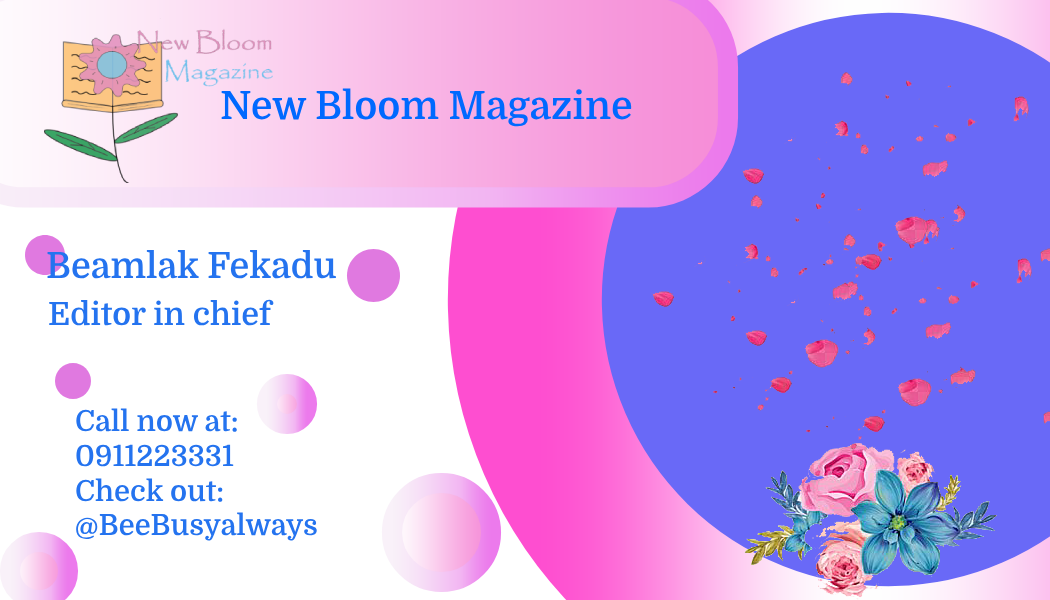 New Bloom
Magazine
New Bloom Magazine
Beamlak Fekadu
Editor in chief
Call now at:
0911223331
Check out:
@BeeBusyalways